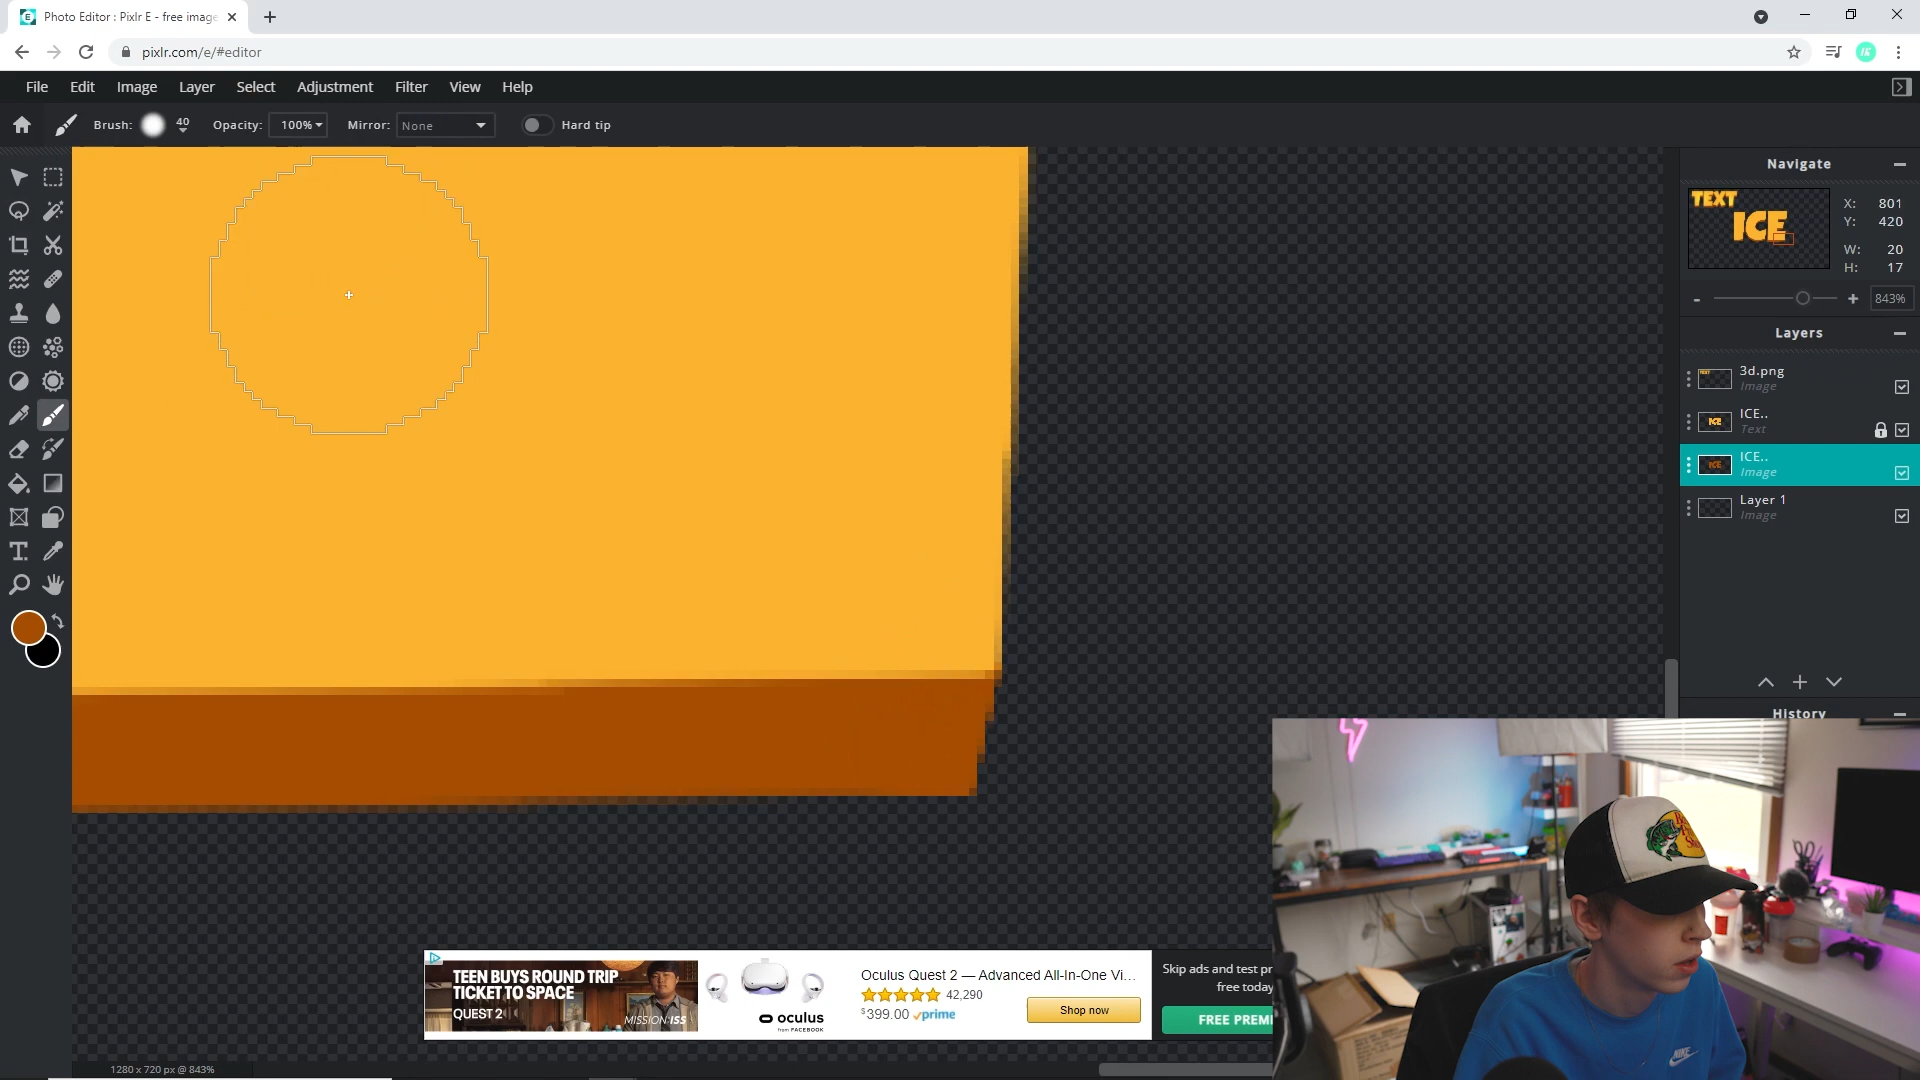 Photo Editor : Pixlr E - free image
pixlr.com/e/#editor
File Edit Image Layer Select Adjustment Filter View Help
Brush: 40 Opacity: 100% Mirror: None Hard tip
Navigate
TEXT
ICE
X: 801
Y: 420
W: 20
H: 17
- + 843%
Layers
3d.png
Image
ICE..
Text
ICE..
Image
Layer 1
Image
History
TEEN BUYS ROUND TRIP
TICKET TO SPACE
QUEST 2
MISSION:ISS
oculus
from FACEBOOK
Oculus Quest 2 — Advanced All-In-One Vi...
42,290
$399.00 prime
Shop now
Skip ads and test pr
free today
FREE PREMI
1280 x 720 px @ 843%